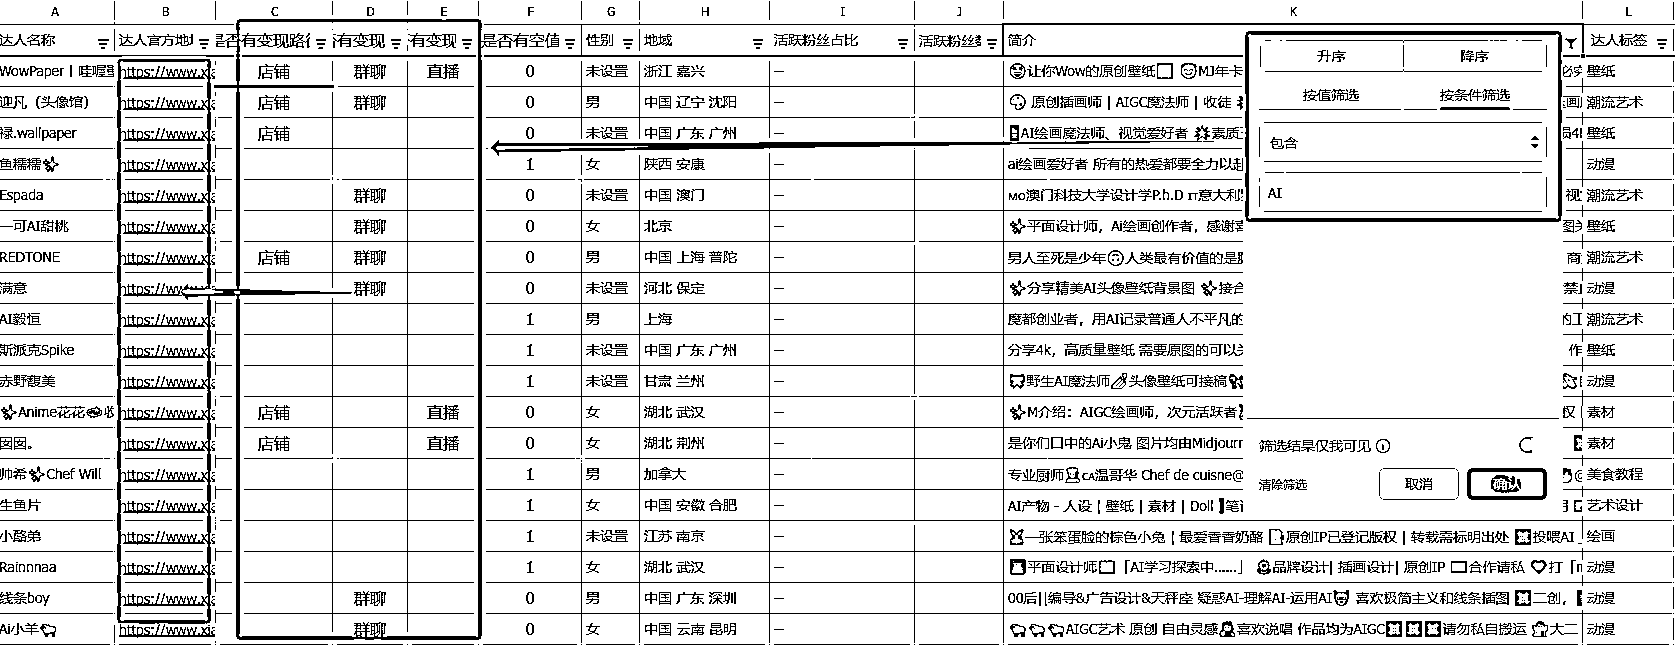 A B C D E F G H I J K L
达人名称 达人官方地 是否有变现路径 有变现 有变现 是否有空值 性别 地域 活跃粉丝占比 活跃粉丝 简介 达人标签
升序 降序
按值筛选 按条件筛选
包含
AI
筛选结果仅我可见
清除筛选 取消 确认
WowPaper | 哇喔 https://www.xi 店铺 群聊 直播 0 未设置 浙江 嘉兴 — 让你Wow的原创壁纸 MJ年卡 壁纸
迎凡（头像馆） https://www.xi 店铺 群聊 0 男 中国 辽宁 沈阳 — 原创插画师 | AIGC魔法师 | 收徒 潮流艺术
禄.wallpaper https://www.xi 店铺 0 未设置 中国 广东 广州 — AI绘画魔法师、视觉爱好者 素质 壁纸
鱼糯糯 https://www.xi 1 女 陕西 安康 — ai绘画爱好者 所有的热爱都要全力以赴 动漫
Espada https://www.xi 群聊 0 未设置 中国 澳门 — MO澳门科技大学设计学P.h.D IT意大利 潮流艺术
一可AI甜桃 https://www.xi 群聊 0 女 北京 — 平面设计师，Ai绘画创作者，感谢 壁纸
REDTONE https://www.xi 店铺 群聊 0 男 中国 上海 普陀 — 男人至死是少年 人类最有价值的是 商 潮流艺术
满意 https://www.xi 群聊 0 未设置 河北 保定 — 分享精美AI头像壁纸背景图 接合 动漫
AI毅恒 https://www.xi 1 男 上海 — 魔都创业者，用AI记录普通人不平凡的 的工 潮流艺术
斯派克Spike https://www.xi 1 未设置 中国 广东 广州 — 分享4k，高质量壁纸 需要原图的可以关 作 壁纸
赤野馥美 https://www.xi 1 未设置 甘肃 兰州 — 野生AI魔法师 头像壁纸可接稿 动漫
Anime花花 https://www.xi 店铺 直播 0 女 湖北 武汉 — M介绍：AIGC绘画师，次元活跃者 权 素材
囡囡。 https://www.xi 店铺 直播 0 女 湖北 荆州 — 是你们口中的Ai小鬼 图片均由Midjourn 素材
帅希 Chef Will https://www.xi 1 男 加拿大 — 专业厨师 CA温哥华 Chef de cuisne@ 美食教程
生鱼片 https://www.xi 1 女 中国 安徽 合肥 — AI产物 - 人设 | 壁纸 | 素材 | Doll 笔记 艺术设计
小酪弟 https://www.xi 1 未设置 江苏 南京 — 一张笨蛋脸的棕色小兔 | 最爱香香奶酪 原创IP已登记版权 | 转载需标明出处 投喂AI 绘画
Rainnnaa https://www.xi 1 女 湖北 武汉 — 平面设计师 「AI学习探索中……」 品牌设计| 插画设计| 原创IP 合作请私 打「 动漫
线条boy https://www.xi 群聊 0 男 中国 广东 深圳 — 00后||编导&广告设计&天秤座 疑惑AI-理解AI-运用AI 喜欢极简主义和线条插图 二创， 动漫
Ai小羊 https://www.xi 群聊 0 女 中国 云南 昆明 — AIGC艺术 原创 自由灵感 喜欢说唱 作品均为AIGC 请勿私自搬运 大二 动漫